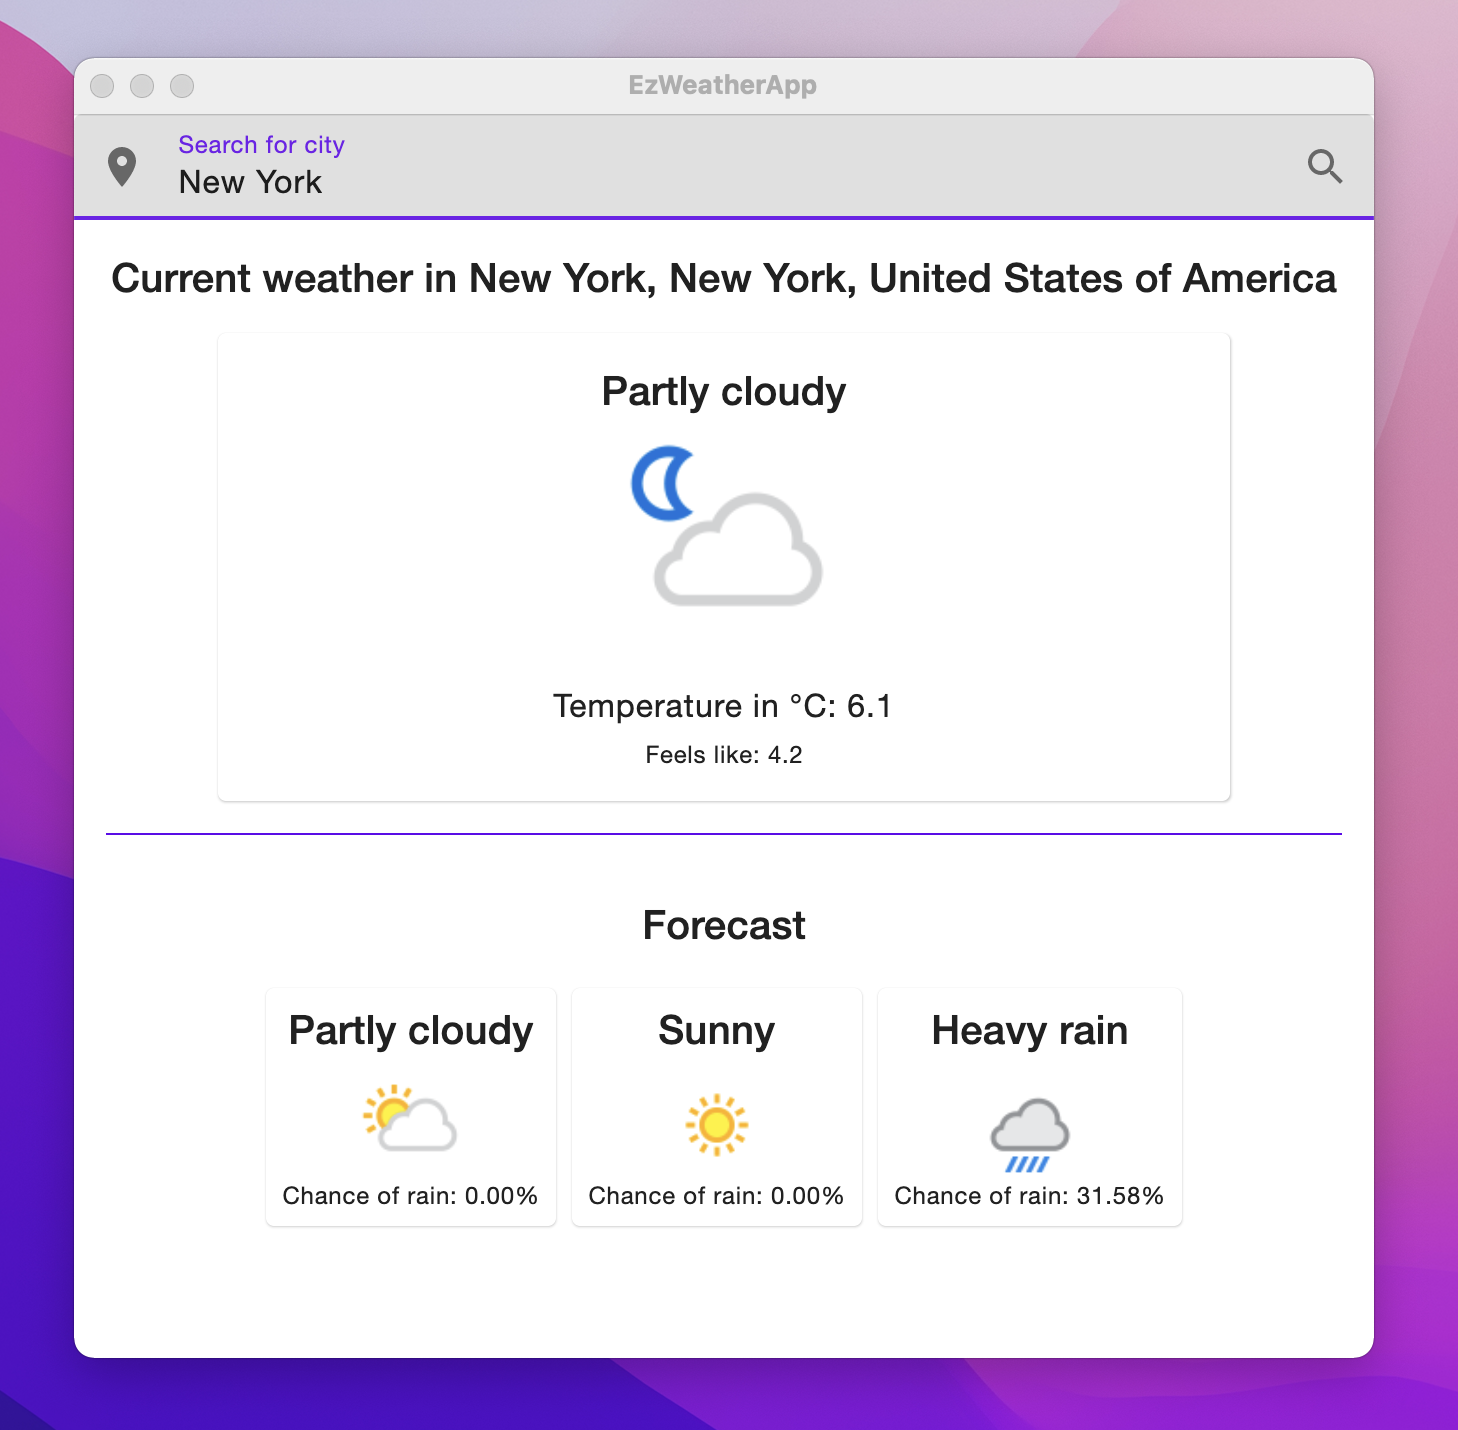 EzWeatherApp
Search for city
New York
Current weather in New York, New York, United States of America
Partly cloudy
Temperature in °C: 6.1
Feels like: 4.2
Forecast
Partly cloudy
Chance of rain: 0.00%
Sunny
Chance of rain: 0.00%
Heavy rain
Chance of rain: 31.58%